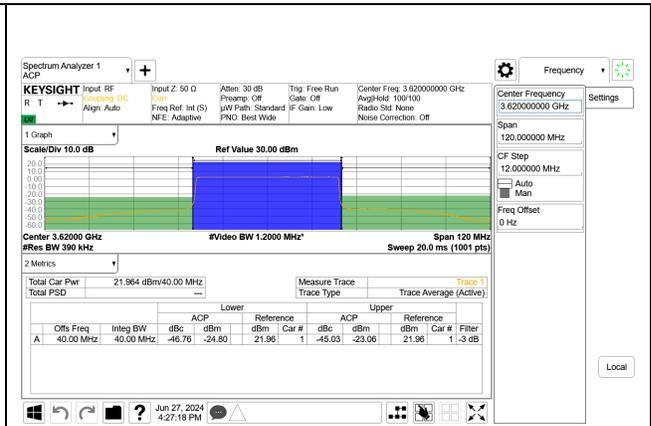 Spectrum Analyzer 1
ACP
Frequency
KEYSIGHT Input: RF Input Z: 50 Ω Atten: 30 dB Trig: Free Run Center Freq: 3.620000000 GHz
R T Coupling: DC Corr Preamp: Off Gate: Off Avg|Hold: 100/100
Align: Auto Freq Ref: Int (S) µW Path: Standard IF Gain: Low Radio Std: None
NFE: Adaptive PNO: Best Wide Noise Correction: Off
Center Frequency
3.620000000 GHz
Settings
Span
120.000000 MHz
CF Step
12.000000 MHz
Auto
Man
Freq Offset
0 Hz
Local
1 Graph
Scale/Div 10.0 dB Ref Value 30.00 dBm
20.0
10.0
0.00
-10.0
-20.0
-30.0
-40.0
-50.0
-60.0
Center 3.62000 GHz #Video BW 1.2000 MHz* Span 120 MHz
#Res BW 390 kHz Sweep 20.0 ms (1001 pts)
2 Metrics
Total Car Pwr 21.964 dBm/40.00 MHz Measure Trace Trace 1
Total PSD --- Trace Type Trace Average (Active)
Lower Upper
ACP Reference ACP Reference
Offs Freq Integ BW dBc dBm dBm Car # dBc dBm dBm Car # Filter
A 40.00 MHz 40.00 MHz -46.76 -24.80 21.96 1 -45.03 -23.06 21.96 1 -3 dB
Jun 27, 2024
4:27:18 PM